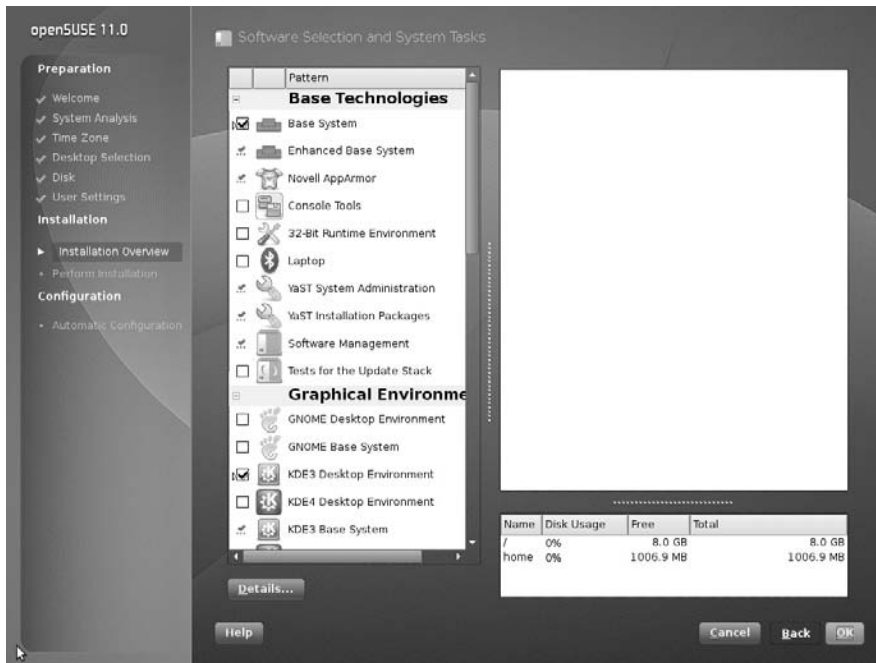 openSUSE 11.0
Preparation
Welcome
System Analysis
Time Zone
Desktop Selection
Disk
User Settings
Installation
Installation Overview
Perform Installation
Configuration
Automatic Configuration
Software Selection and System Tasks
Pattern
Base Technologies
Base System
Enhanced Base System
Novell AppArmor
Console Tools
32-Bit Runtime Environment
Laptop
YaST System Administration
YaST Installation Packages
Software Management
Tests for the Update Stack
Graphical Environme
GNOME Desktop Environment
GNOME Base System
KDE3 Desktop Environment
KDE4 Desktop Environment
KDE3 Base System
Name Disk Usage Free Total
/ 0% 8.0 GB 8.0 GB
home 0% 1006.9 MB 1006.9 MB
Details...
Help Cancel Back OK